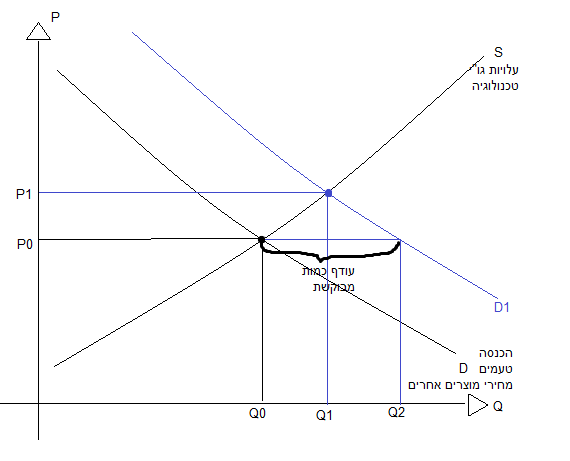 P
S
עלויות גו"י
טכנולוגיה
P1
P0
עודף כמות
מבוקשת
D1
הכנסה
D טעמים
מחירי מוצרים אחרים
Q0
Q1
Q2
Q